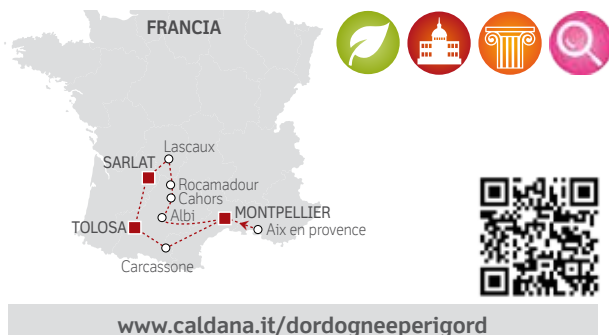 FRANCIA
Lascaux
SARLAT
Rocamadour
Cahors
Albi
MONTPELLIER
TOLOSA
Aix en provence
Carcassone
www.caldana.it/dordogneeperigord